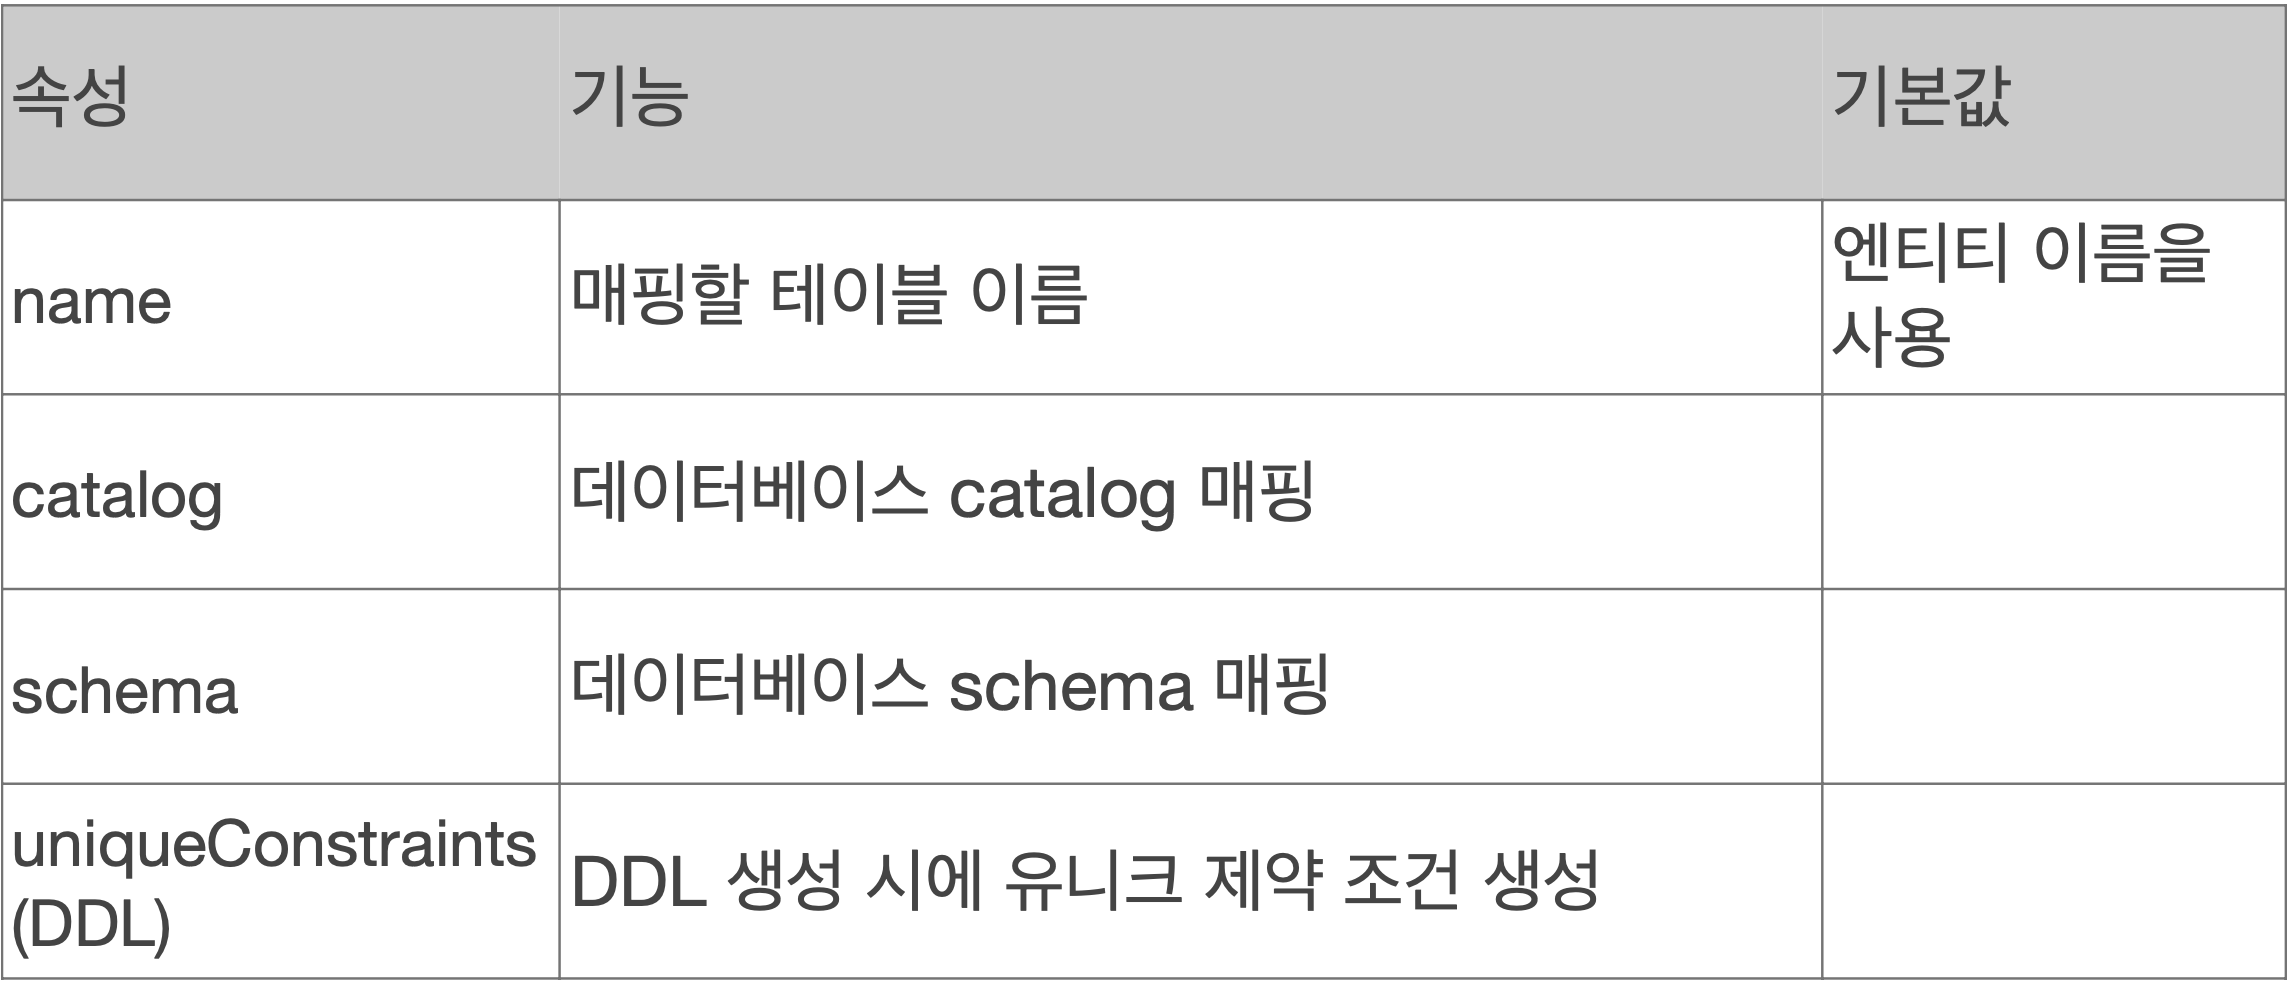 속성 기능 기본값
name 매핑할 테이블 이름 엔티티 이름을
사용
catalog 데이터베이스 catalog 매핑
schema 데이터베이스 schema 매핑
uniqueConstraints
(DDL) DDL 생성 시에 유니크 제약 조건 생성